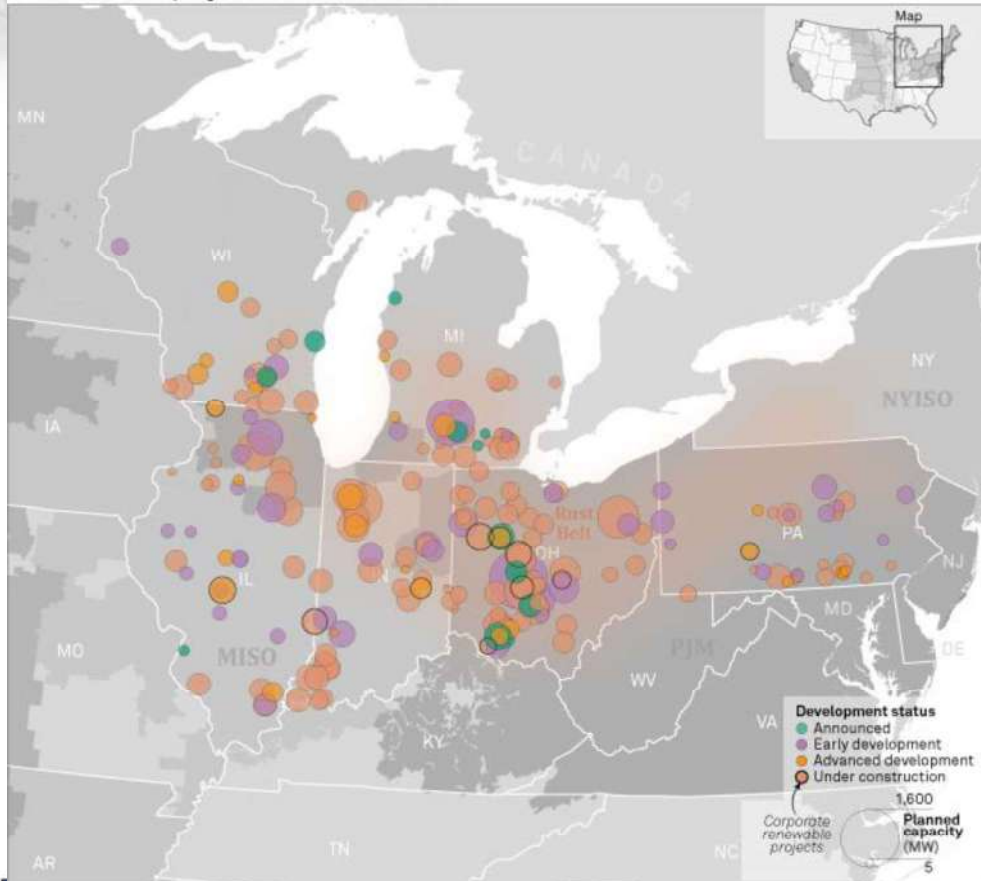 Map
CANADA
MN
WI
MI
NY
NYISO
IA
Rust
Belt
OH
PA
IL
NJ
MD
DE
MO
MISO
PJM
WV
KY
VA
AR
TN
NC
Development status
Announced
Early development
Advanced development
Under construction
Corporate
renewable
projects
1,600
Planned
capacity
(MW)
5